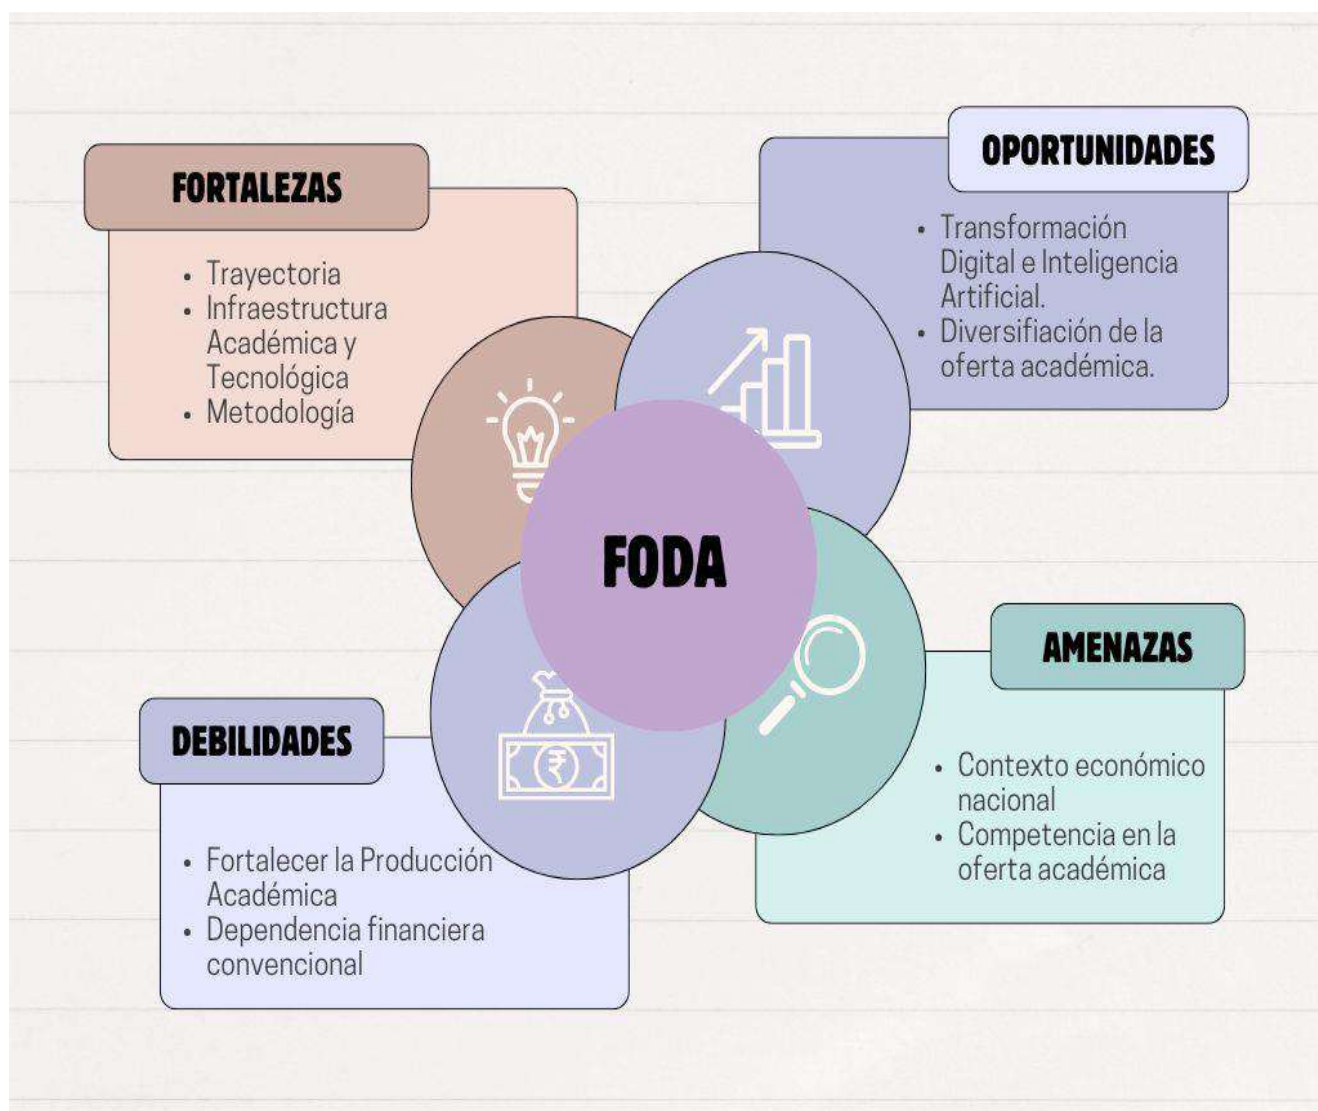 FORTALEZAS
• Trayectoria
• Infraestructura
Académica y
Tecnológica
• Metodología
OPORTUNIDADES
• Transformación
Digital e Inteligencia
Artificial.
• Diversifiación de la
oferta académica.
FODA
DEBILIDADES
• Fortalecer la Producción
Académica
• Dependencia financiera
convencional
AMENAZAS
• Contexto económico
nacional
• Competencia en la
oferta académica
₹